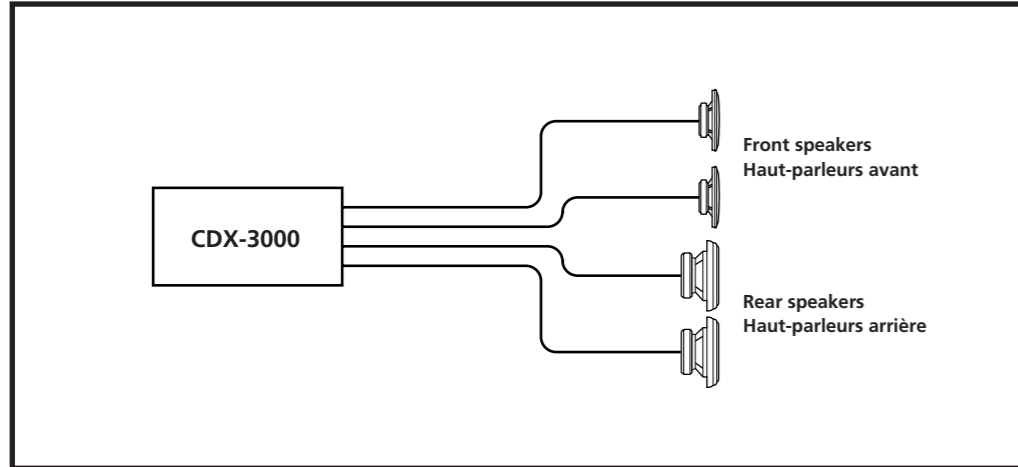 CDX-3000
Front speakers
Haut-parleurs avant
Rear speakers
Haut-parleurs arrière